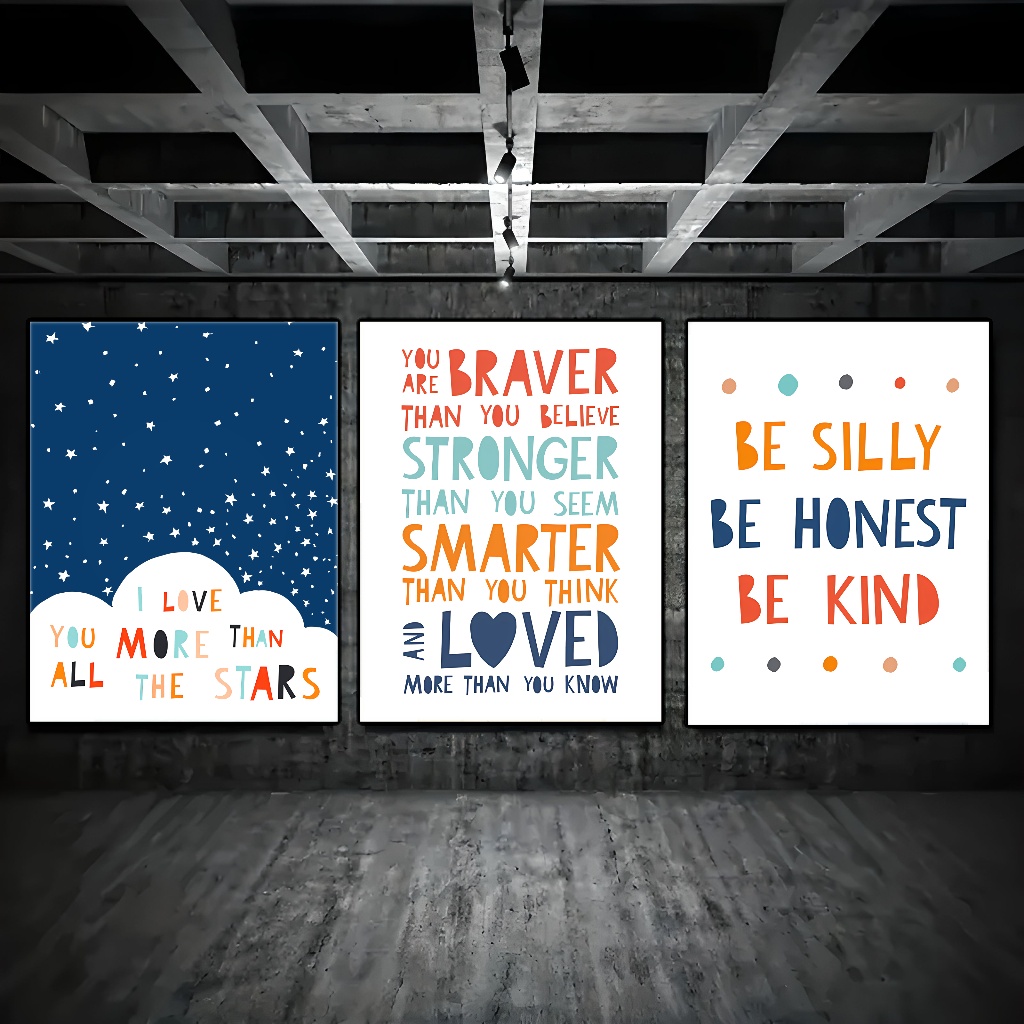 I LOVE
YOU MORE THAN
ALL THE STARS
YOU
ARE BRAVER
THAN YOU BELIEVE
STRONGER
THAN YOU SEEM
SMARTER
THAN YOU THINK
AND LOVED
MORE THAN YOU KNOW
BE SILLY
BE HONEST
BE KIND